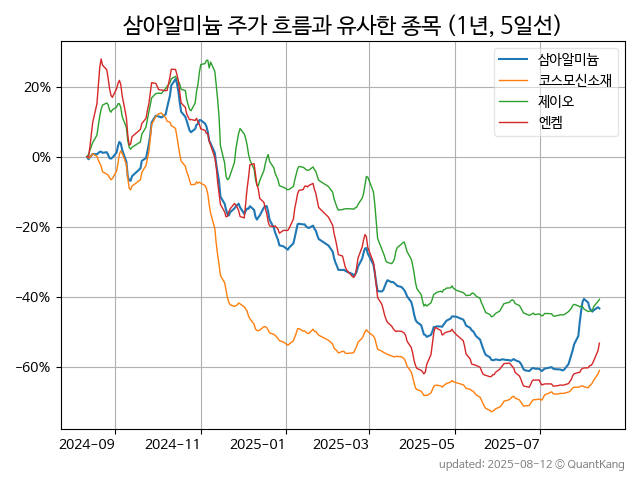 삼아알미늄 주가 흐름과 유사한 종목 (1년, 5일선)
삼아알미늄
코스모신소재
제이오
엔켐
20%
0%
−20%
−40%
−60%
2024-09
2024-11
2025-01
2025-03
2025-05
2025-07
updated: 2025-08-12 © QuantKang